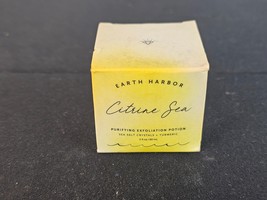 EARTH HARBOR
Citrine Sea
PURIFYING EXFOLIATION POTION
SEA SALT CRYSTALS + TURMERIC